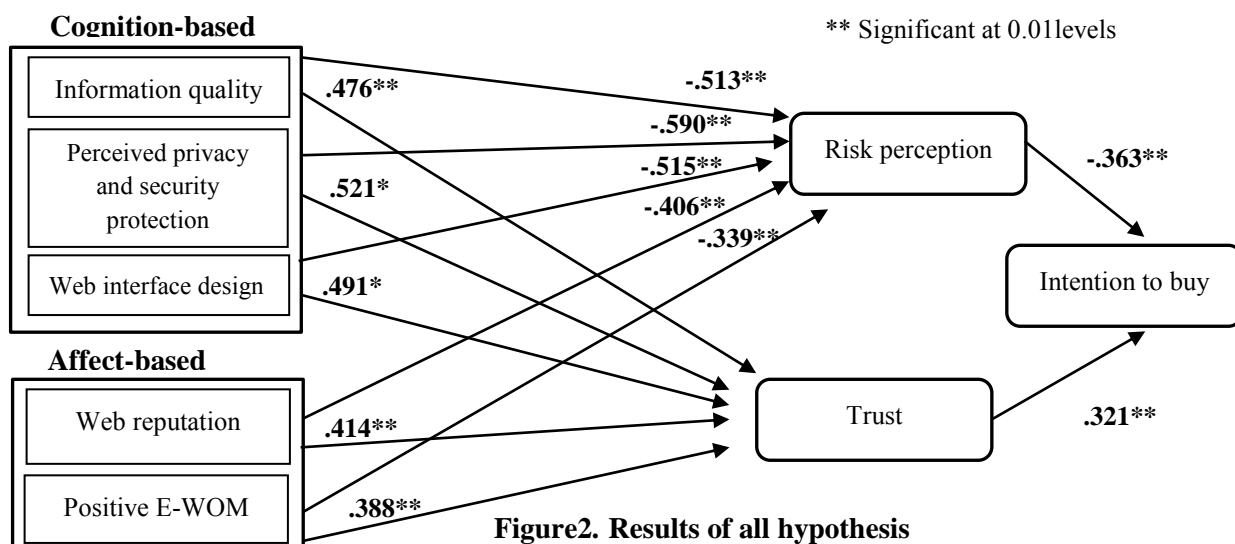 Cognition-based
** Significant at 0.01levels
Information quality
.476**
-.513**
-.590**
Perceived privacy
and security
protection
.521*
-.515**
-.406**
-.339**
Risk perception
-.363**
Web interface design
.491*
Intention to buy
Affect-based
Web reputation
.414**
Trust
.321**
Positive E-WOM
.388**
Figure2. Results of all hypothesis